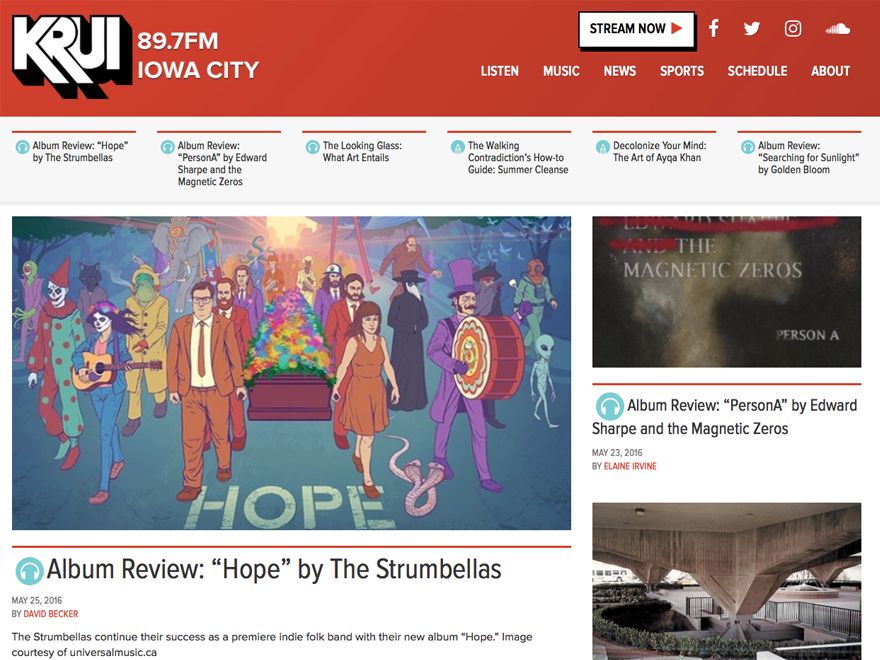 KRUI
89.7FM
IOWA CITY
STREAM NOW
LISTEN
MUSIC
NEWS
SPORTS
SCHEDULE
ABOUT
Album Review: “Hope”
by The Strumbellas
Album Review:
“PersonA” by Edward
Sharpe and the
Magnetic Zeros
The Looking Glass:
What Art Entails
The Walking
Contradiction’s How-to
Guide: Summer Cleanse
Decolonize Your Mind:
The Art of Ayqa Khan
Album Review:
“Searching for Sunlight”
by Golden Bloom
HOPE
Album Review: “Hope” by The Strumbellas
MAY 25, 2016
BY DAVID BECKER
The Strumbellas continue their success as a premiere indie folk band with their new album “Hope.” Image
courtesy of universalmusic.ca
EDWARD SHARPE
AND THE
MAGNETIC ZEROS
PERSON A
Album Review: “PersonA” by Edward
Sharpe and the Magnetic Zeros
MAY 23, 2016
BY ELAINE IRVINE